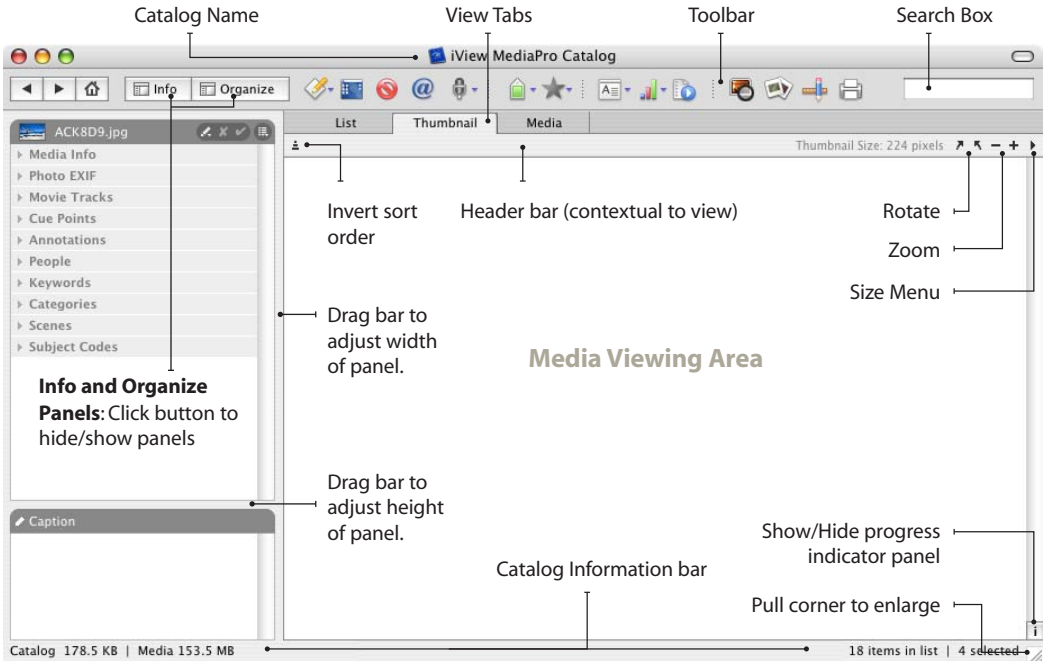 Catalog Name
View Tabs
Toolbar
Search Box
iView MediaPro Catalog
Info
Organize
List
Thumbnail
Media
ACK8D9.jpg
Thumbnail Size: 224 pixels
Media Info
Photo EXIF
Movie Tracks
Cue Points
Annotations
People
Keywords
Categories
Scenes
Subject Codes
Invert sort
order
Header bar (contextual to view)
Rotate
Zoom
Size Menu
Drag bar to
adjust width
of panel.
Media Viewing Area
Info and Organize
Panels: Click button to
hide/show panels
Drag bar to
adjust height
of panel.
Caption
Show/Hide progress
indicator panel
Catalog Information bar
Pull corner to enlarge
i
Catalog 178.5 KB | Media 153.5 MB
18 items in list | 4 selected